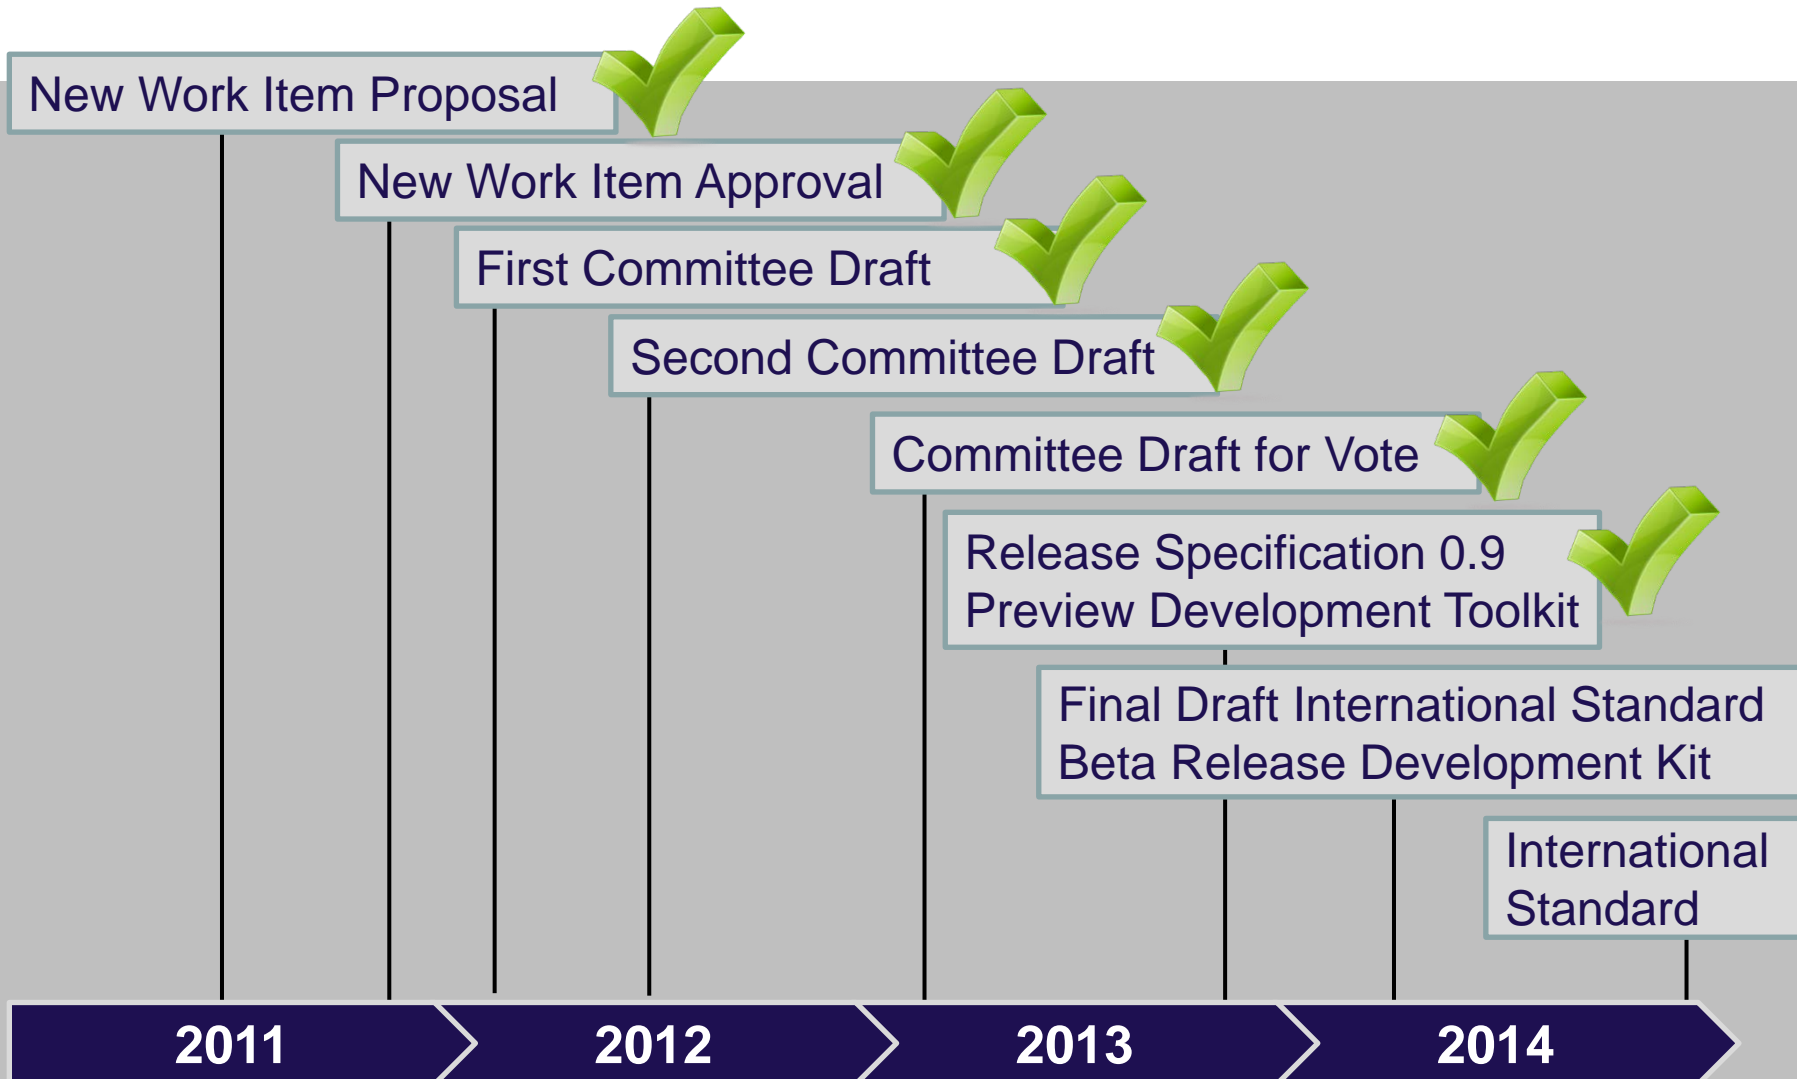 New Work Item Proposal
New Work Item Approval
First Committee Draft
Second Committee Draft
Committee Draft for Vote
Release Specification 0.9
Preview Development Toolkit
Final Draft International Standard
Beta Release Development Kit
International
Standard
2011
2012
2013
2014